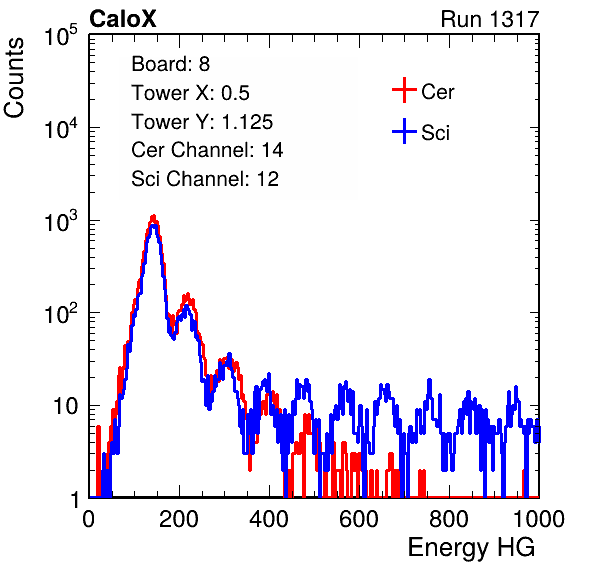 CaloX Run 1317
Counts
Board: 8
Tower X: 0.5
Tower Y: 1.125
Cer Channel: 14
Sci Channel: 12
Cer
Sci
10^5
10^4
10^3
10^2
10
1
0 200 400 600 800 1000
Energy HG